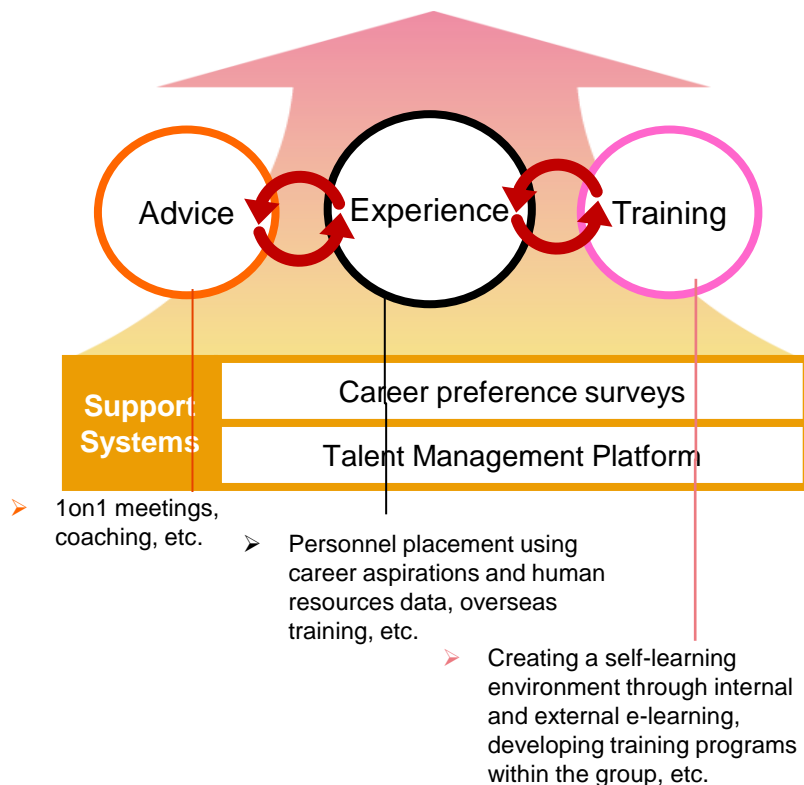 Advice
Experience
Training
Support
Systems
Career preference surveys
Talent Management Platform
1on1 meetings,
coaching, etc.
Personnel placement using
career aspirations and human
resources data, overseas
training, etc.
Creating a self-learning
environment through internal
and external e-learning,
developing training programs
within the group, etc.